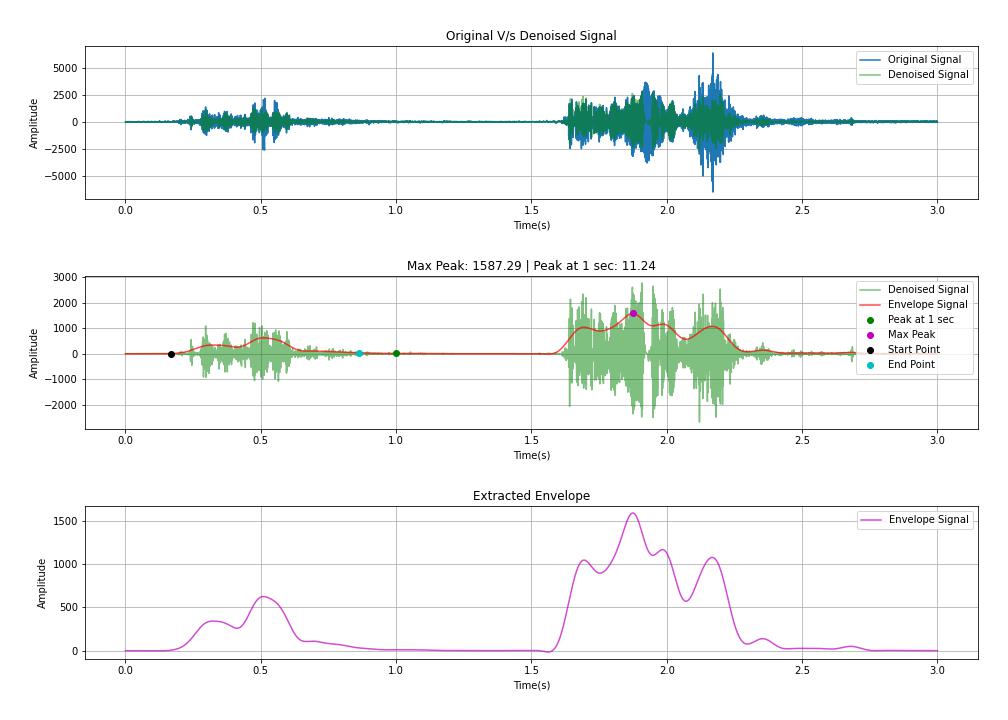 Original V/s Denoised Signal
5000
2500
0
−2500
−5000
Amplitude
Original Signal
Denoised Signal
0.0 0.5 1.0 1.5 2.0 2.5 3.0
Time(s)
Max Peak: 1587.29 | Peak at 1 sec: 11.24
3000
2000
1000
0
−1000
−2000
Amplitude
Denoised Signal
Envelope Signal
Peak at 1 sec
Max Peak
Start Point
End Point
0.0 0.5 1.0 1.5 2.0 2.5 3.0
Time(s)
Extracted Envelope
1500
1000
500
0
Amplitude
Envelope Signal
0.0 0.5 1.0 1.5 2.0 2.5 3.0
Time(s)